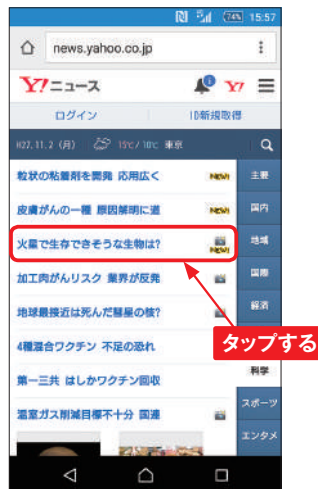 74% 15:57
news.yahoo.co.jp
Y!ニュース
ログイン ID新規取得
H27.11.2 (月) 15℃/10℃ 東京
粒状の粘着剤を開発 応用広く NEW!
主要
皮膚がんの一種 原因解明に道 NEW!
国内
火星で生存できそうな生物は? NEW!
地域
加工肉がんリスク 業界が反発
国際
地球最接近は死んだ彗星の核?
経済
タップする
4種混合ワクチン 不足の恐れ
第一三共 はしかワクチン回収
科学
温室ガス削減目標不十分 国連
スポーツ
エンタメ